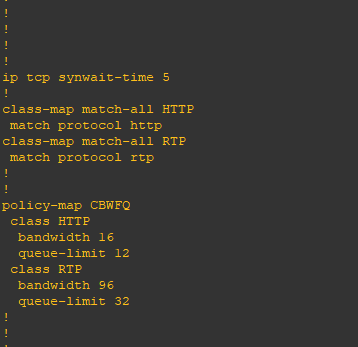 !
!
!
!
!
ip tcp synwait-time 5
!
class-map match-all HTTP
 match protocol http
class-map match-all RTP
 match protocol rtp
!
!
policy-map CBWFQ
 class HTTP
  bandwidth 16
  queue-limit 12
 class RTP
  bandwidth 96
  queue-limit 32
!
!
!